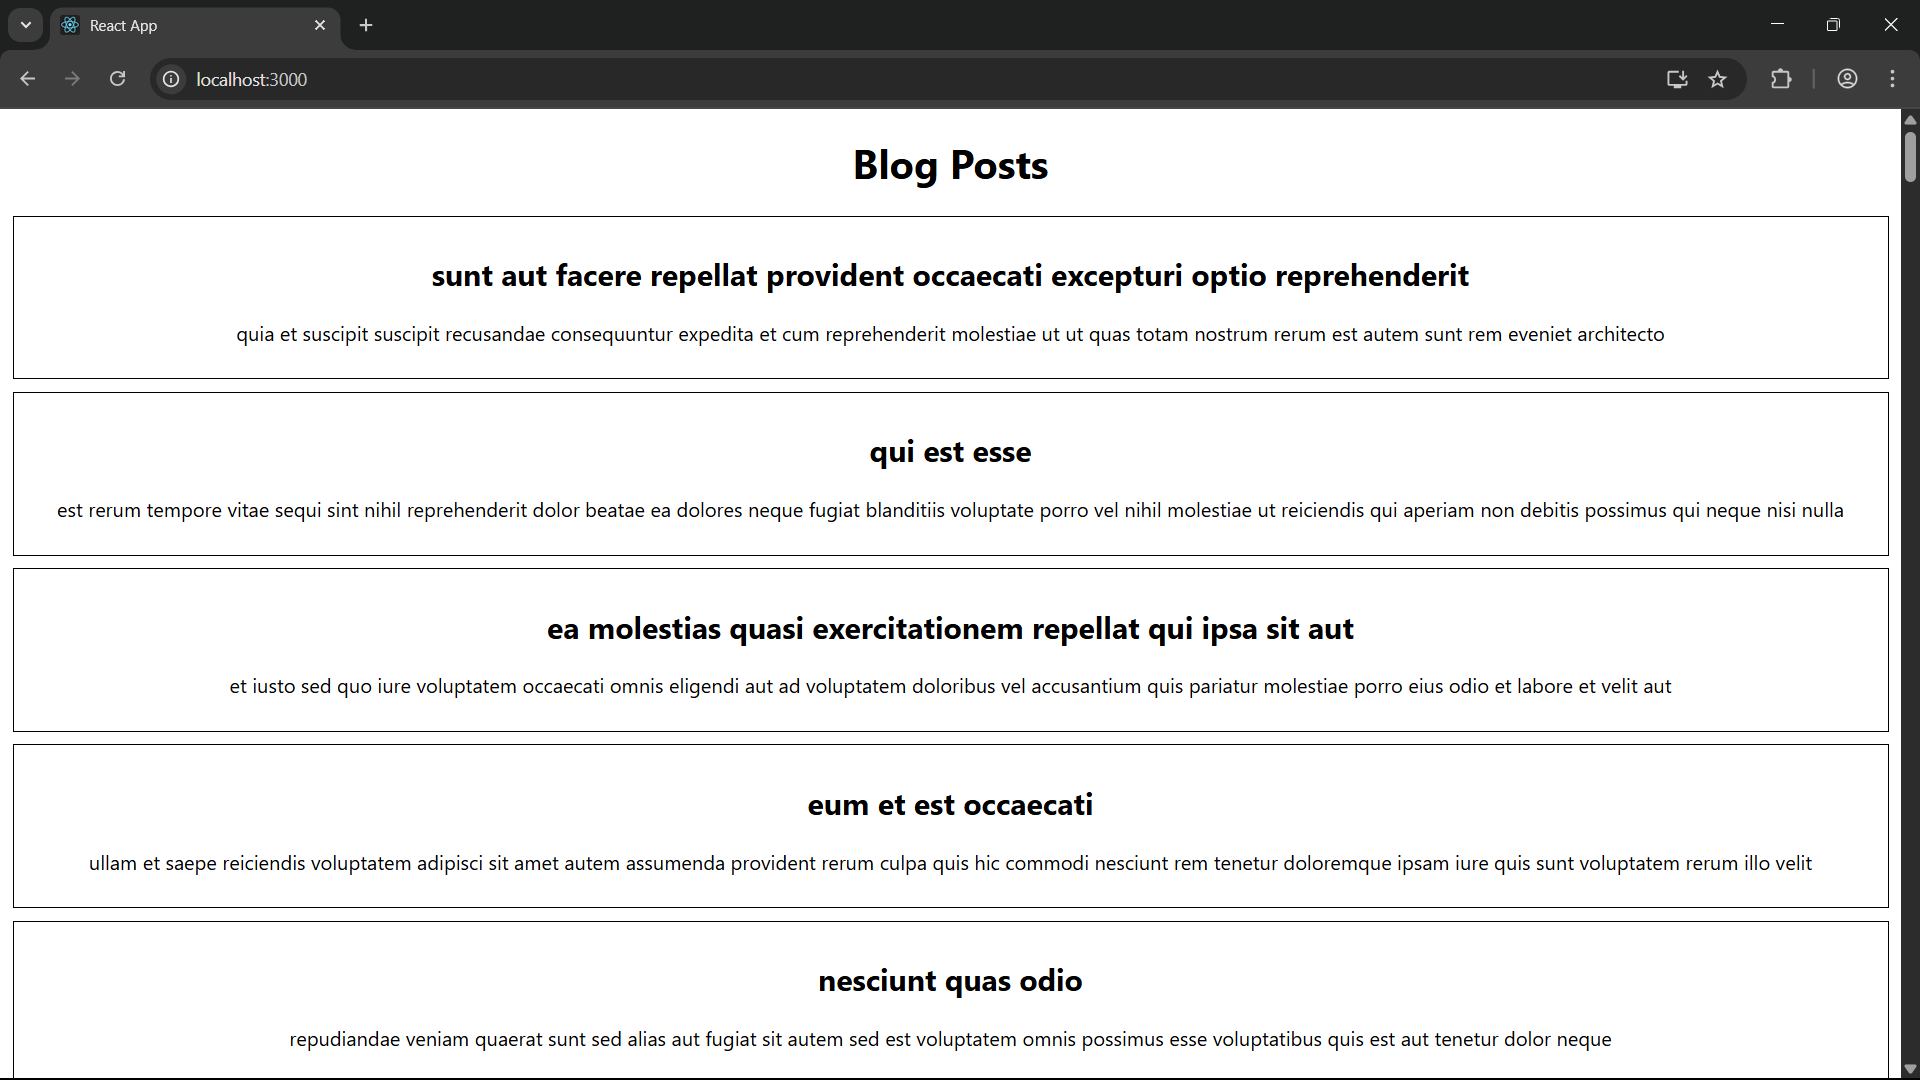 React App
localhost:3000
Blog Posts
sunt aut facere repellat provident occaecati excepturi optio reprehenderit
quia et suscipit suscipit recusandae consequuntur expedita et cum reprehenderit molestiae ut ut quas totam nostrum rerum est autem sunt rem eveniet architecto
qui est esse
est rerum tempore vitae sequi sint nihil reprehenderit dolor beatae ea dolores neque fugiat blanditiis voluptate porro vel nihil molestiae ut reiciendis qui aperiam non debitis possimus qui neque nisi nulla
ea molestias quasi exercitationem repellat qui ipsa sit aut
et iusto sed quo iure voluptatem occaecati omnis eligendi aut ad voluptatem doloribus vel accusantium quis pariatur molestiae porro eius odio et labore et velit aut
eum et est occaecati
ullam et saepe reiciendis voluptatem adipisci sit amet autem assumenda provident rerum culpa quis hic commodi nesciunt rem tenetur doloremque ipsam iure quis sunt voluptatem rerum illo velit
nesciunt quas odio
repudiandae veniam quaerat sunt sed alias aut fugiat sit autem sed est voluptatem omnis possimus esse voluptatibus quis est aut tenetur dolor neque